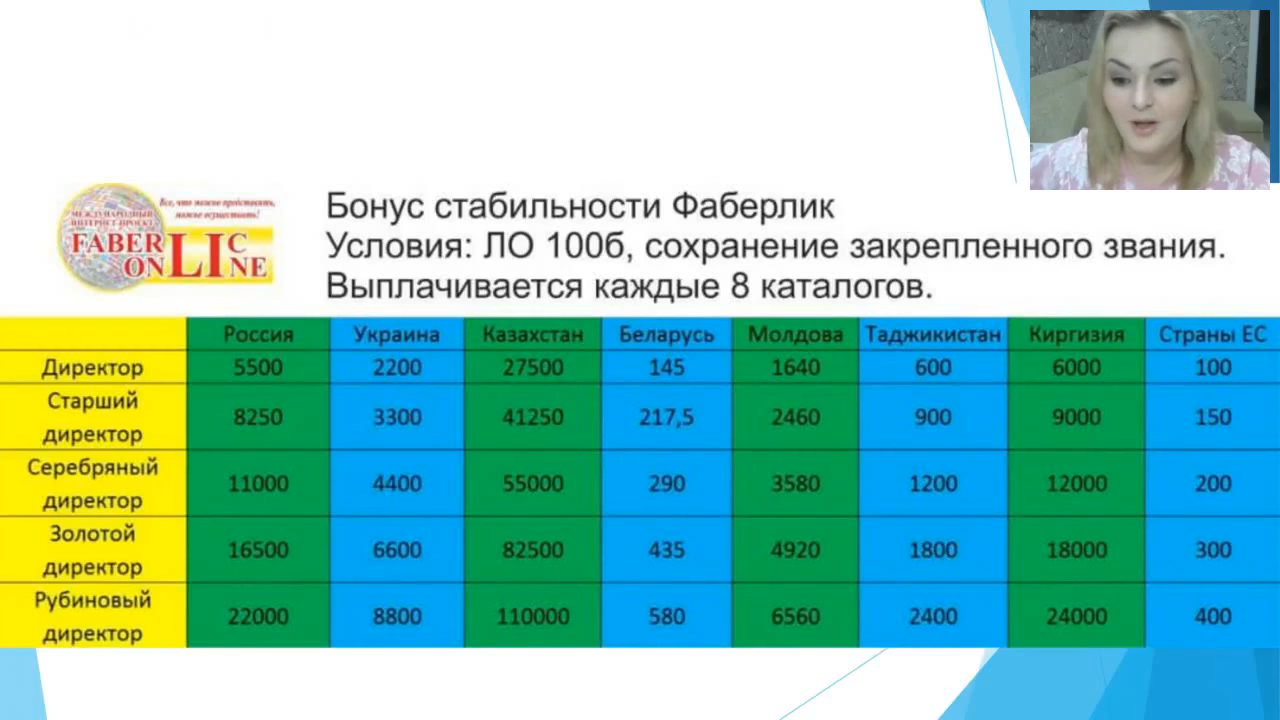 Все, что можно представить,
можно осуществить!
МЕЖДУНАРОДНЫЙ
ИНТЕРНЕТ-ПРОЕКТ
FABERLIC
ONLINE
Бонус стабильности Фаберлик
Условия: ЛО 100б, сохранение закрепленного звания.
Выплачивается каждые 8 каталогов.
Россия Украина Казахстан Беларусь Молдова Таджикистан Киргизия Страны ЕС
Директор 5500 2200 27500 145 1640 600 6000 100
Старший директор 8250 3300 41250 217,5 2460 900 9000 150
Серебряный директор 11000 4400 55000 290 3580 1200 12000 200
Золотой директор 16500 6600 82500 435 4920 1800 18000 300
Рубиновый директор 22000 8800 110000 580 6560 2400 24000 400